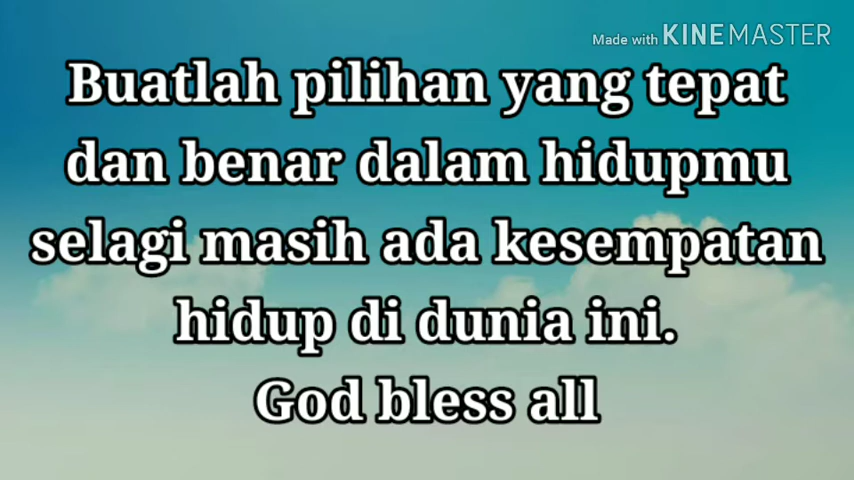 Made with KINEMASTER
Buatlah pilihan yang tepat
dan benar dalam hidupmu
selagi masih ada kesempatan
hidup di dunia ini.
God bless all